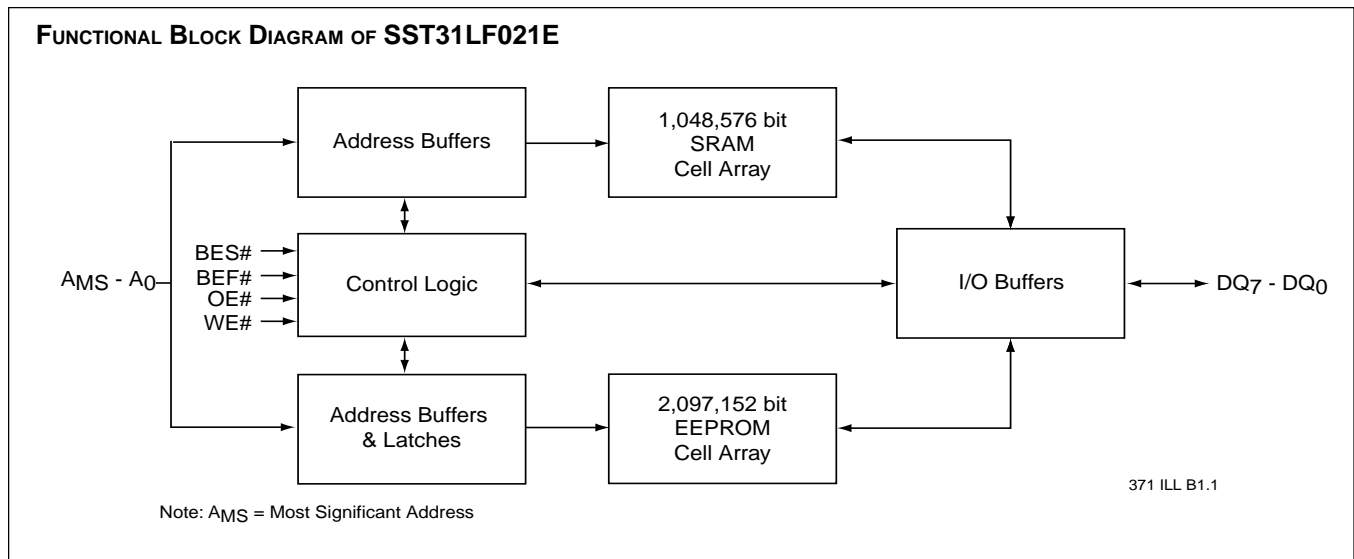 FUNCTIONAL BLOCK DIAGRAM OF SST31LF021E
Address Buffers
1,048,576 bit
SRAM
Cell Array
AMS - A0
BES#
BEF#
OE#
WE#
Control Logic
I/O Buffers
DQ7 - DQ0
Address Buffers
& Latches
2,097,152 bit
EEPROM
Cell Array
371 ILL B1.1
Note: AMS = Most Significant Address